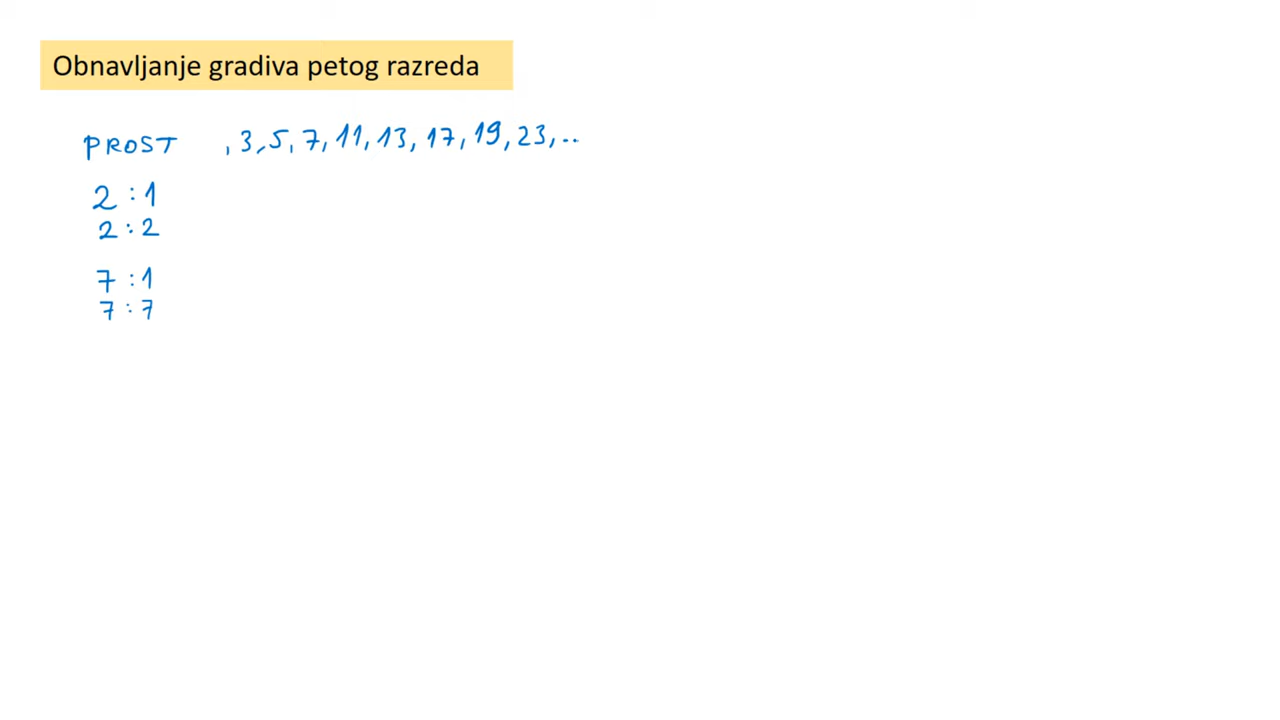 Obnavljanje gradiva petog razreda
PROST , 3, 5, 7, 11, 13, 17, 19, 23, ..
2 : 1
2 : 2
7 : 1
7 : 7